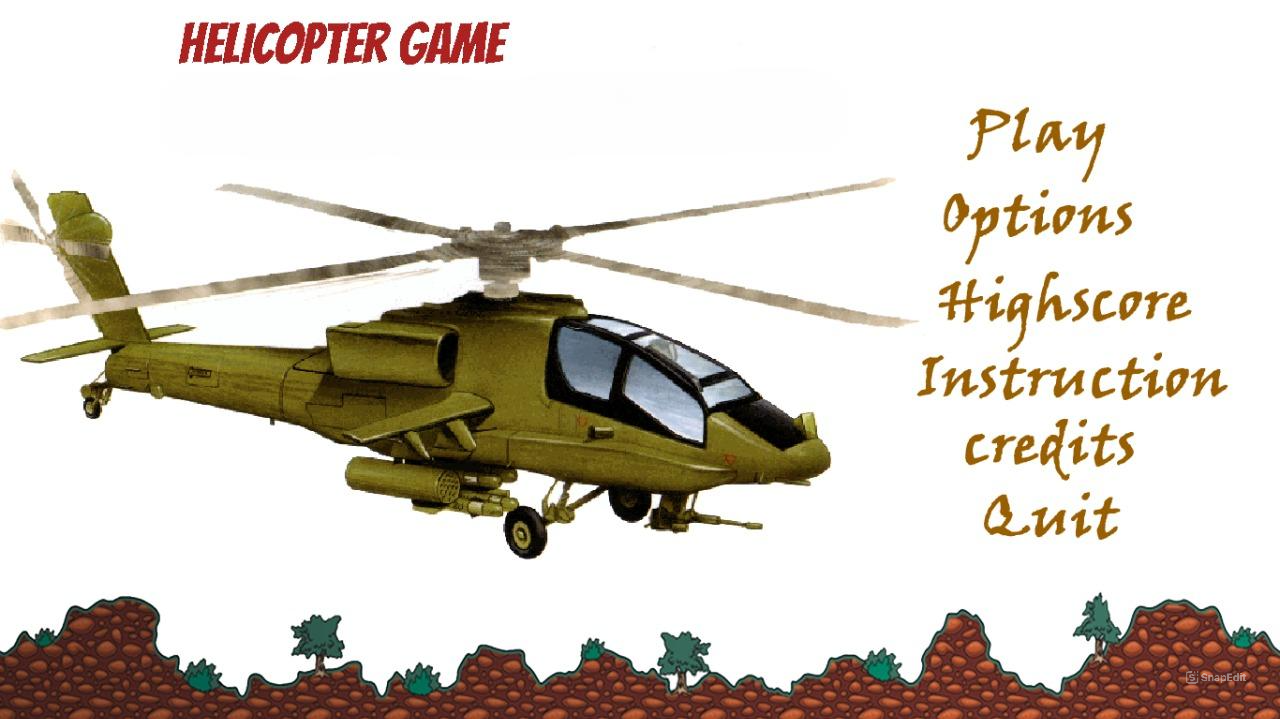 HELICOPTER GAME
Play
Options
Highscore
Instruction
credits
Quit
SnapEdit